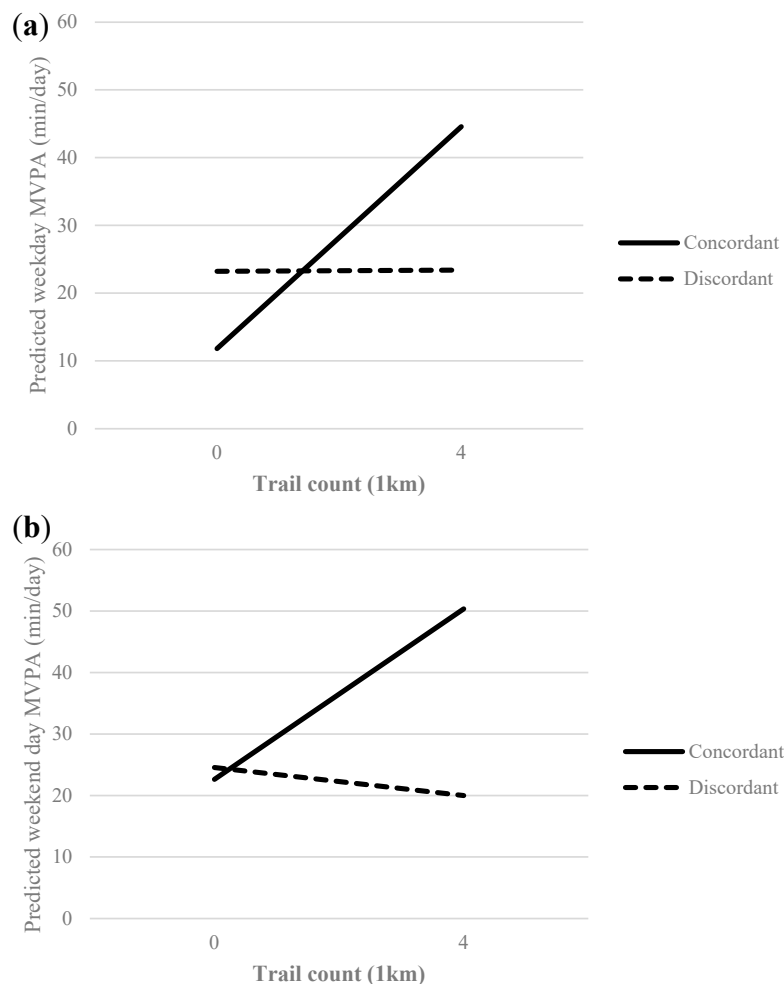 (a)
Predicted weekday MVPA (min/day)
60
50
40
30
20
10
0
0 4
Trail count (1km)
Concordant
Discordant
(b)
Predicted weekend day MVPA (min/day)
60
50
40
30
20
10
0
0 4
Trail count (1km)
Concordant
Discordant